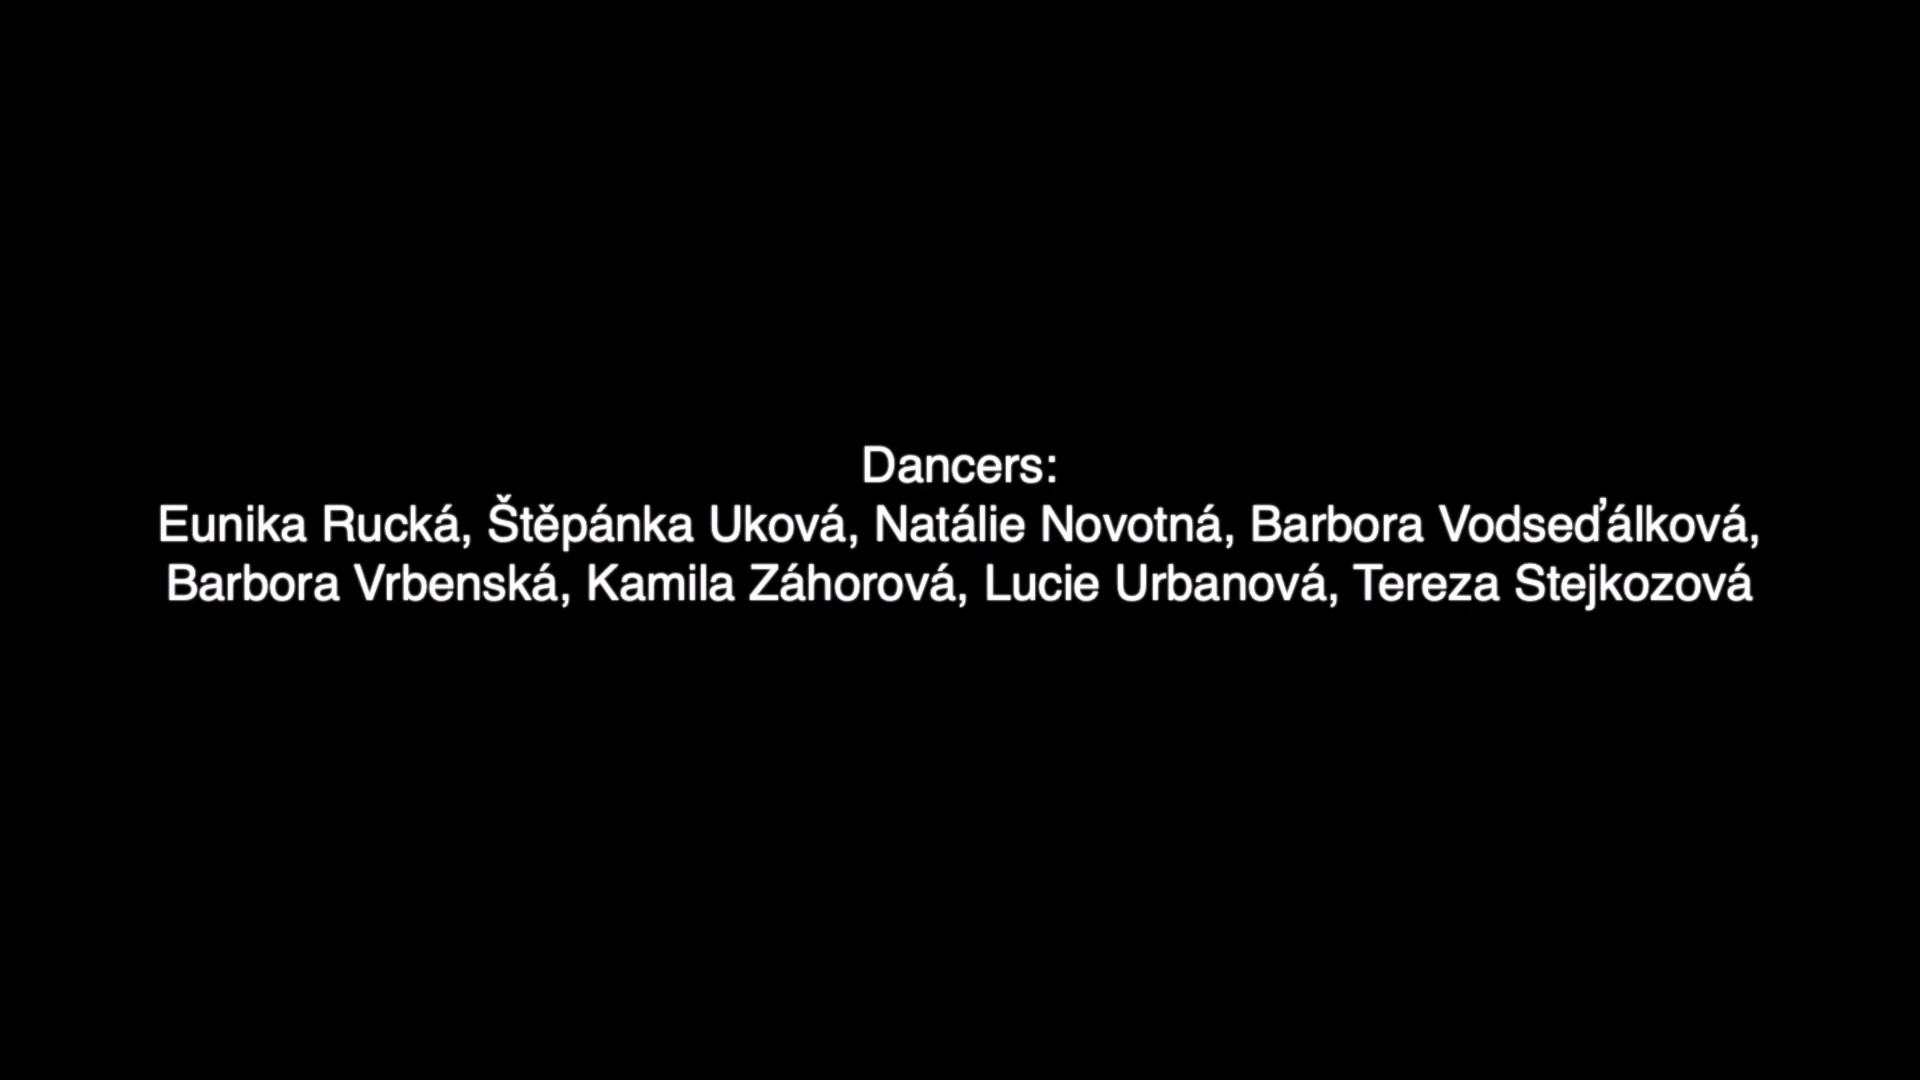 Dancers:
Eunika Rucká, Štěpánka Uková, Natálie Novotná, Barbora Vodseďálková,
Barbora Vrbenská, Kamila Záhorová, Lucie Urbanová, Tereza Stejkozová